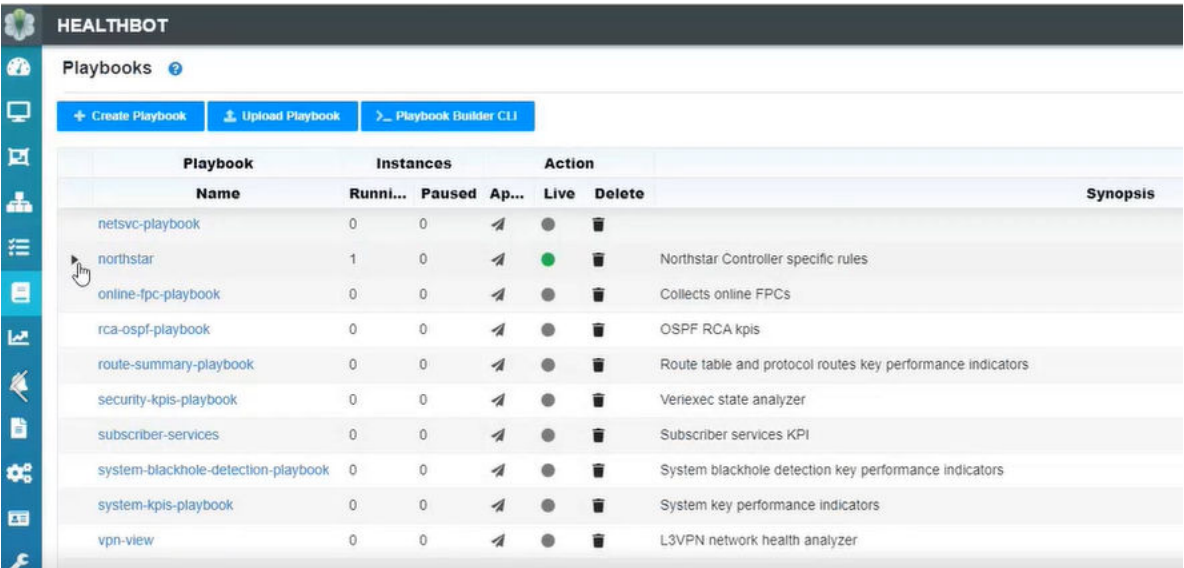 HEALTHBOT
Playbooks ?
+ Create Playbook Upload Playbook >_ Playbook Builder CLI
Playbook Instances Action
Name Runni... Paused Ap... Live Delete Synopsis
netsvc-playbook 0 0
northstar 1 0 Northstar Controller specific rules
online-fpc-playbook 0 0 Collects online FPCs
rca-ospf-playbook 0 0 OSPF RCA kpis
route-summary-playbook 0 0 Route table and protocol routes key performance indicators
security-kpis-playbook 0 0 Veriexec state analyzer
subscriber-services 0 0 Subscriber services KPI
system-blackhole-detection-playbook 0 0 System blackhole detection key performance indicators
system-kpis-playbook 0 0 System key performance indicators
vpn-view 0 0 L3VPN network health analyzer